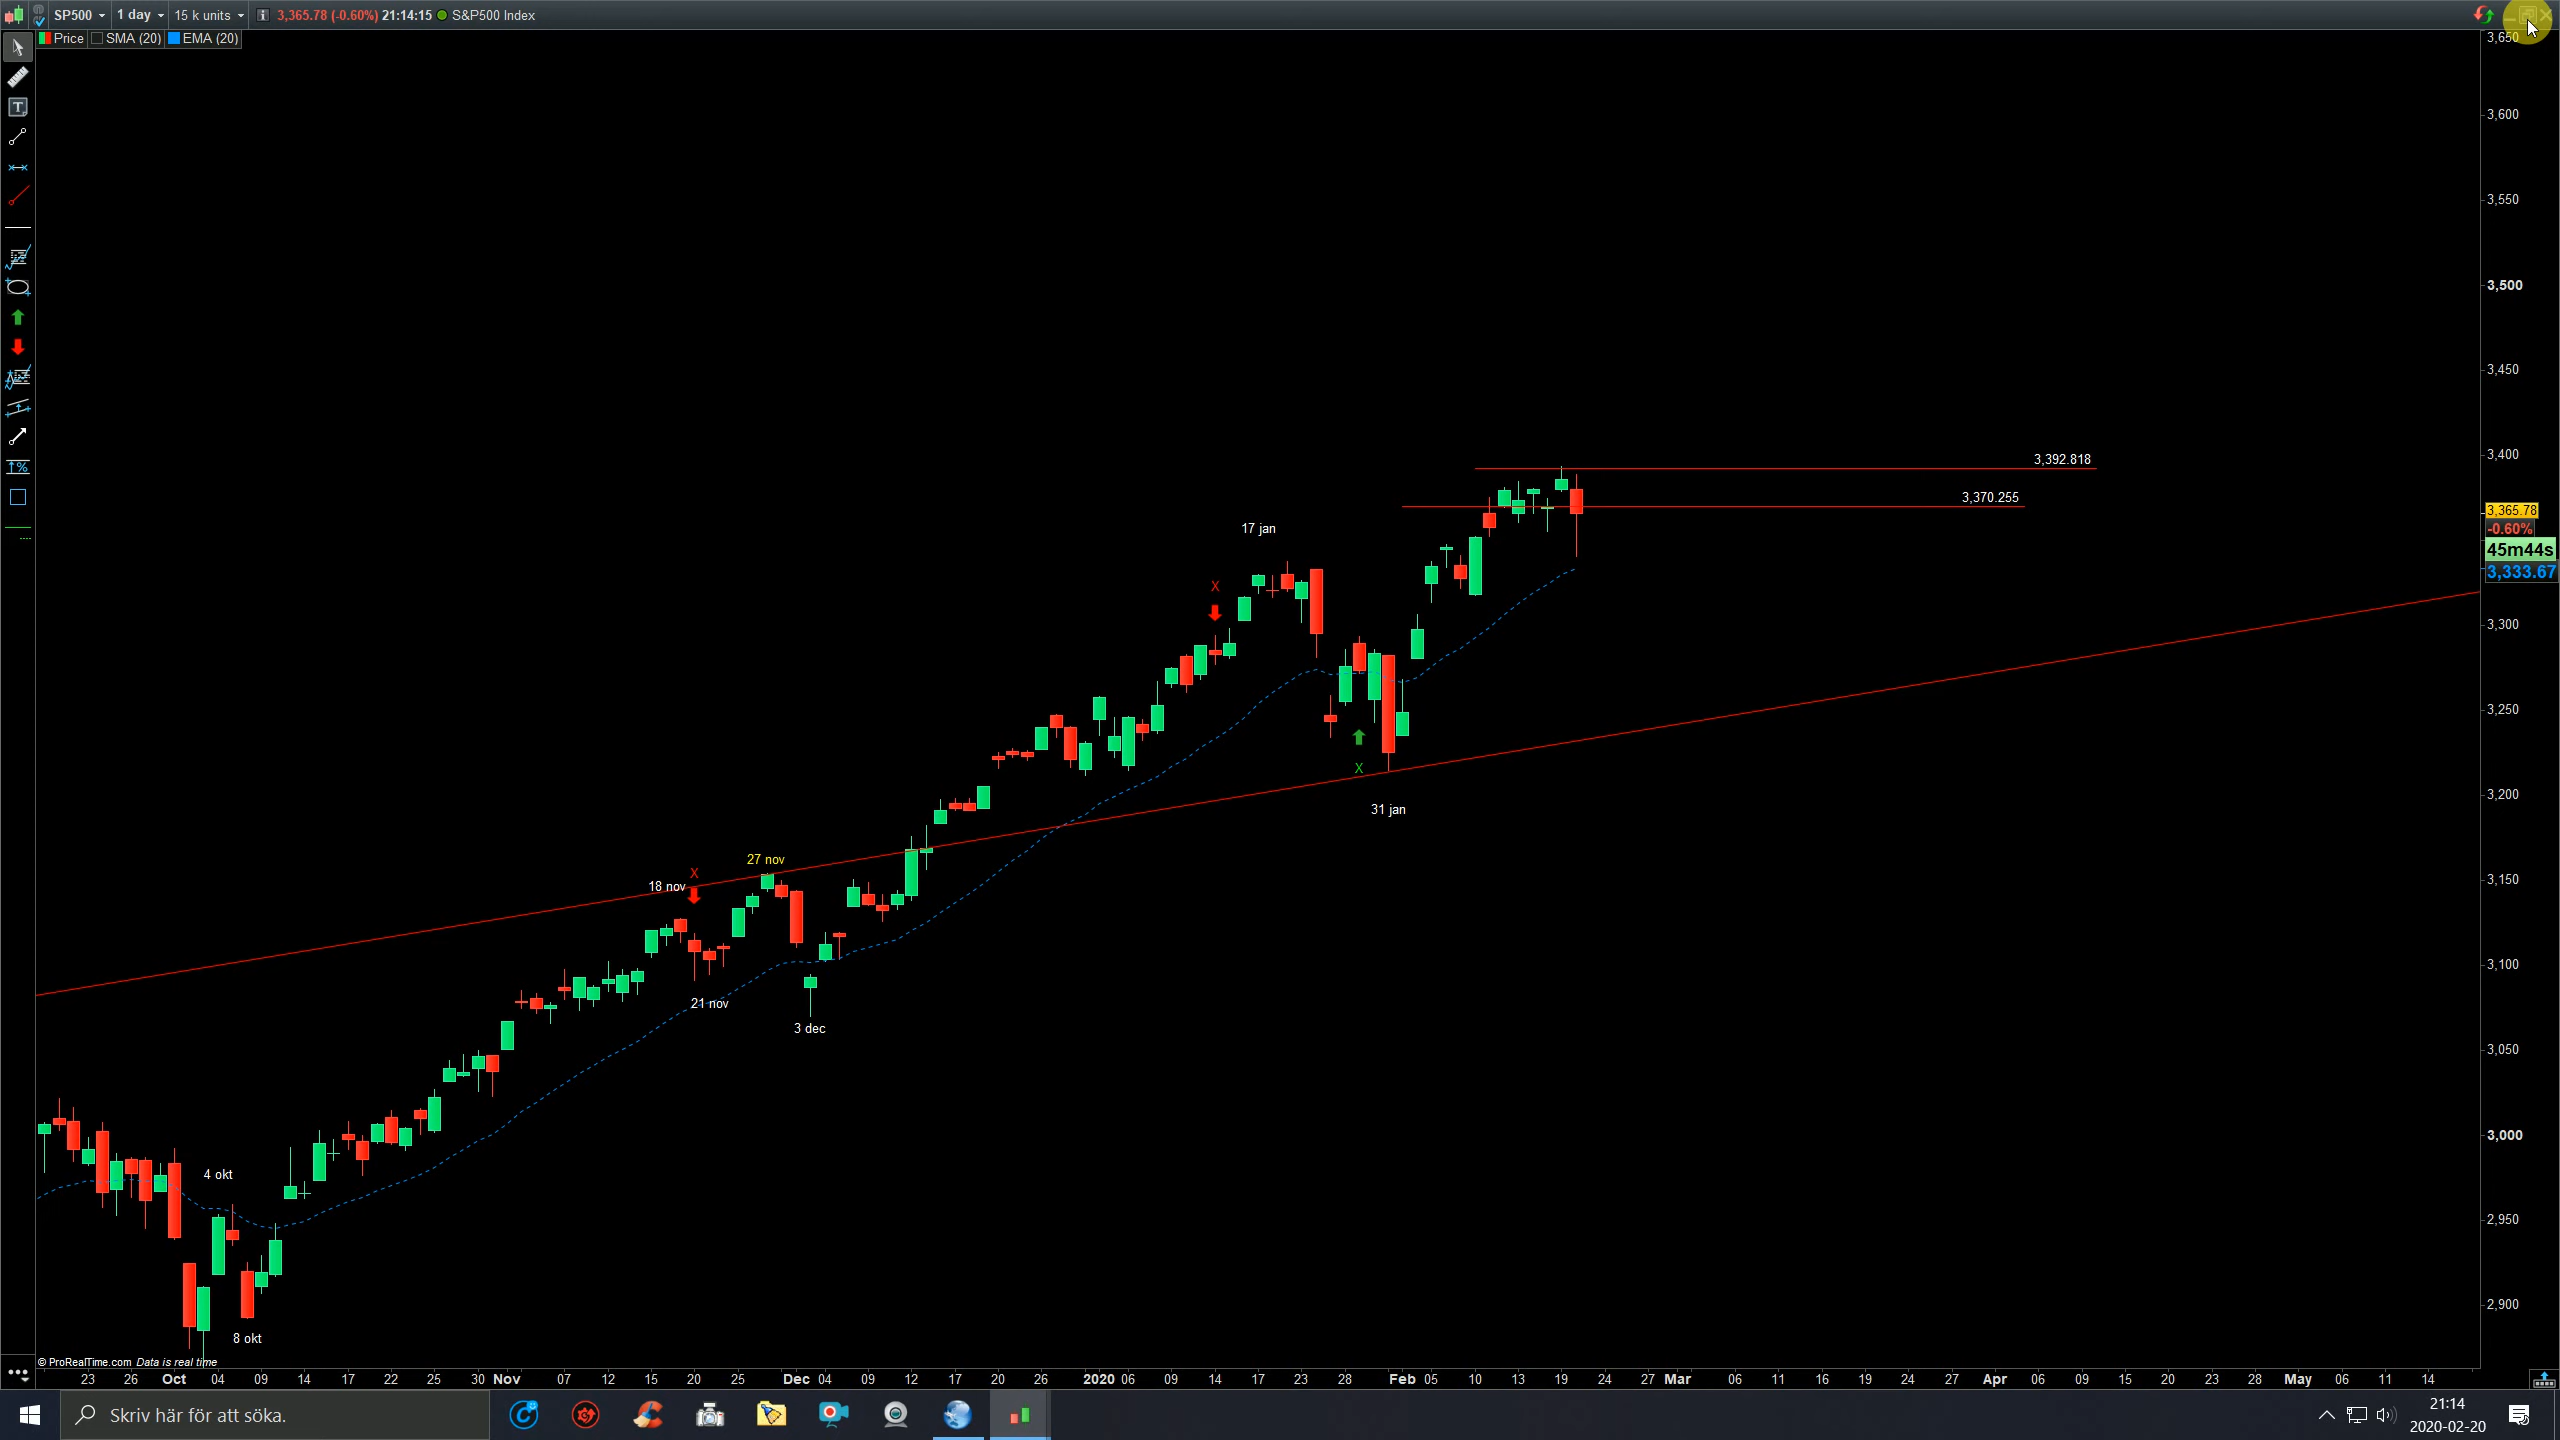 SP500 1 day 15 k units 3,365.78 (-0.60%) 21:14:15 S&P500 Index
Price SMA (20) EMA (20)
3,650
3,600
3,550
3,500
3,450
3,400
3,392.818
3,370.255
3,365.78
-0.60%
45m44s
3,333.67
3,300
3,250
3,200
3,150
3,100
3,050
3,000
2,950
2,900
17 jan
X
X
31 jan
27 nov
X
18 nov
21 nov
3 dec
4 okt
8 okt
© ProRealTime.com Data is real time
23 26 Oct 04 09 14 17 22 25 30 Nov 07 12 15 20 25 Dec 04 09 12 17 20 26 2020 06 09 14 17 23 28 Feb 05 10 13 19 24 27 Mar 06 11 16 19 24 27 Apr 06 09 15 20 23 28 May 06 11 14
Skriv här för att söka.
21:14
2020-02-20